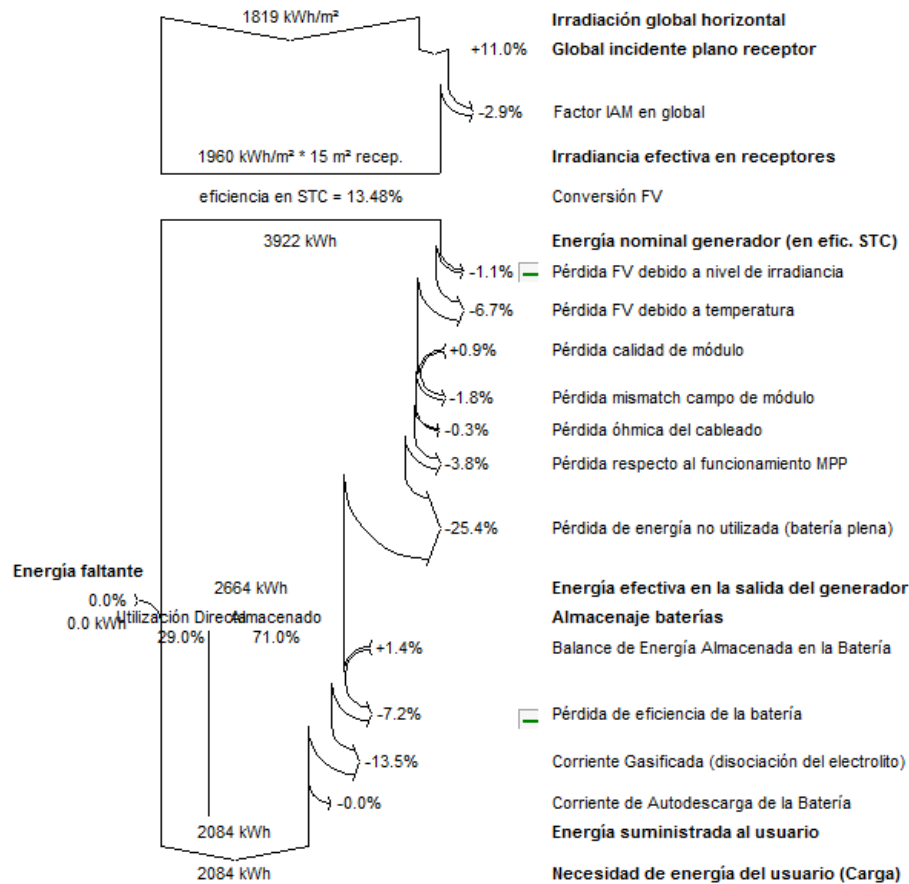 1819 kWh/m² Irradiación global horizontal
+11.0% Global incidente plano receptor
-2.9% Factor IAM en global
1960 kWh/m² * 15 m² recep. Irradiancia efectiva en receptores
eficiencia en STC = 13.48% Conversión FV
3922 kWh Energía nominal generador (en efic. STC)
-1.1% Pérdida FV debido a nivel de irradiancia
-6.7% Pérdida FV debido a temperatura
+0.9% Pérdida calidad de módulo
-1.8% Pérdida mismatch campo de módulo
-0.3% Pérdida óhmica del cableado
-3.8% Pérdida respecto al funcionamiento MPP
-25.4% Pérdida de energía no utilizada (batería plena)
Energía faltante
2664 kWh Energía efectiva en la salida del generador
0.0%
0.0 kWh Utilización Directa Almacenado Almacenaje baterías
29.0% 71.0%
+1.4% Balance de Energía Almacenada en la Batería
-7.2% Pérdida de eficiencia de la batería
-13.5% Corriente Gasificada (disociación del electrolito)
-0.0% Corriente de Autodescarga de la Batería
2084 kWh Energía suministrada al usuario
2084 kWh Necesidad de energía del usuario (Carga)